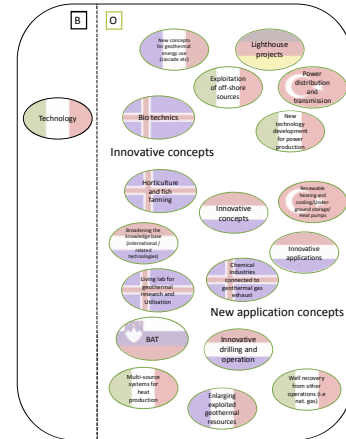 B
O
New concepts
for geothermal
energy use
(cascade etc)
Lighthouse
projects
Exploitation
of off-shore
sources
Power
distribution
and
transmission
Technology
Bio technics
New
technology
development
for power
production
Innovative concepts
Horticulture
and fish
farming
Innovative
concepts
Renewable
heating and
cooling/Under-
ground storage/
Heat pumps
Broadening the
knowledge base
(international /
related
technologies)
Innovative
applications
Living lab for
geothermal
research and
Utilisation
Chemical
industries
connected to
geothermal gas
exhaust
New application concepts
BAT
Innovative
drilling and
operation
Multi-source
systems for
heat
production
Enlarging
exploited
geothermal
resources
Well recovery
from other
operations (i.e
nat. gas)